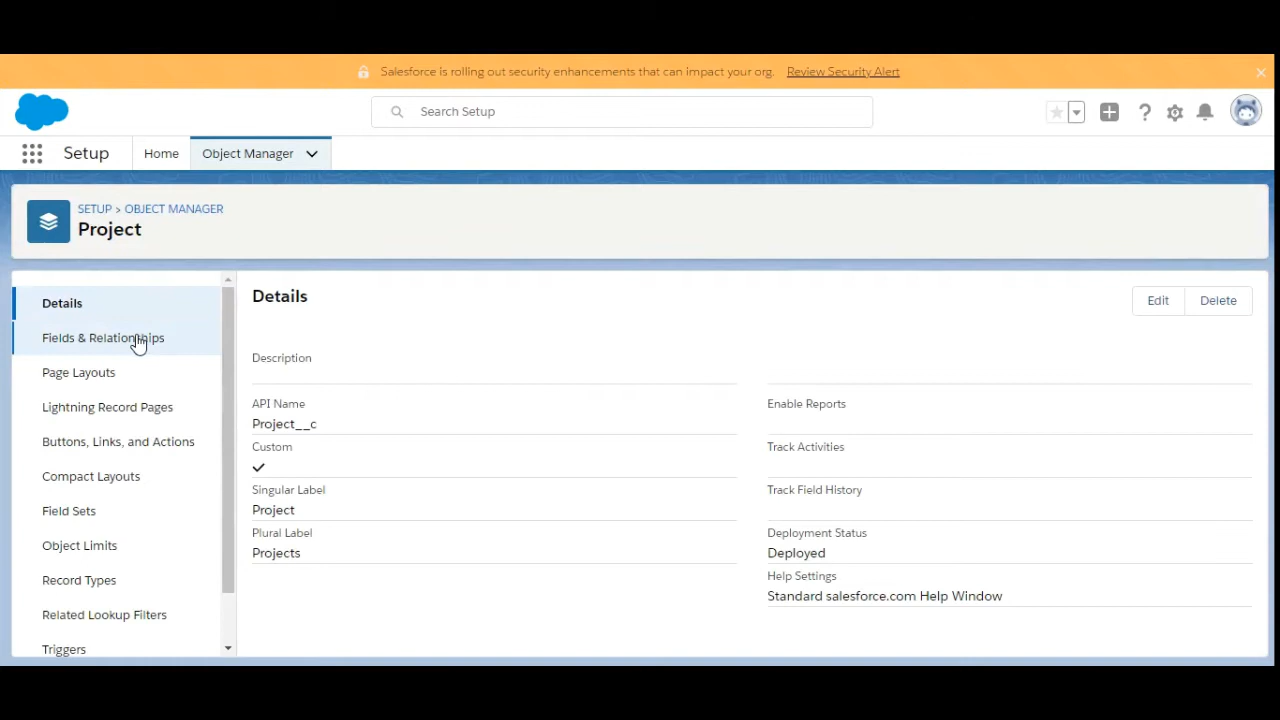 Salesforce is rolling out security enhancements that can impact your org. Review Security Alert
Search Setup
Setup Home Object Manager
SETUP > OBJECT MANAGER
Project
Details
Fields & Relationships
Page Layouts
Lightning Record Pages
Buttons, Links, and Actions
Compact Layouts
Field Sets
Object Limits
Record Types
Related Lookup Filters
Triggers
Details
Edit Delete
Description
API Name
Project__c
Custom
Singular Label
Project
Plural Label
Projects
Enable Reports
Track Activities
Track Field History
Deployment Status
Deployed
Help Settings
Standard salesforce.com Help Window